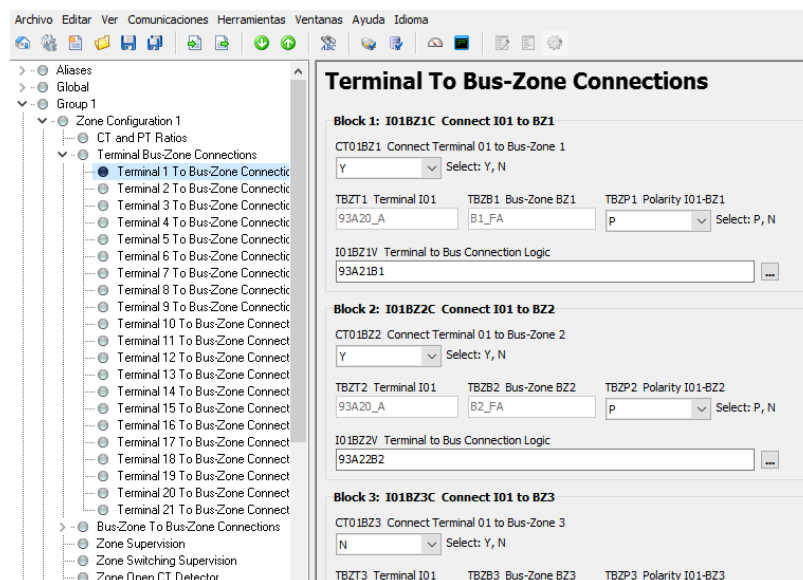 Archivo Editar Ver Comunicaciones Herramientas Ventanas Ayuda Idioma
ABC
Aliases
Global
Group 1
Zone Configuration 1
CT and PT Ratios
Terminal Bus-Zone Connections
Terminal 1 To Bus-Zone Connectic
Terminal 2 To Bus-Zone Connectic
Terminal 3 To Bus-Zone Connectic
Terminal 4 To Bus-Zone Connectic
Terminal 5 To Bus-Zone Connectic
Terminal 6 To Bus-Zone Connectic
Terminal 7 To Bus-Zone Connectic
Terminal 8 To Bus-Zone Connectic
Terminal 9 To Bus-Zone Connectic
Terminal 10 To Bus-Zone Connect
Terminal 11 To Bus-Zone Connect
Terminal 12 To Bus-Zone Connect
Terminal 13 To Bus-Zone Connect
Terminal 14 To Bus-Zone Connect
Terminal 15 To Bus-Zone Connect
Terminal 16 To Bus-Zone Connect
Terminal 17 To Bus-Zone Connect
Terminal 18 To Bus-Zone Connect
Terminal 19 To Bus-Zone Connect
Terminal 20 To Bus-Zone Connect
Terminal 21 To Bus-Zone Connect
Bus-Zone To Bus-Zone Connections
Zone Supervision
Zone Switching Supervision
Zone Open CT Detector
Terminal To Bus-Zone Connections
Block 1: I01BZ1C Connect I01 to BZ1
CT01BZ1 Connect Terminal 01 to Bus-Zone 1
Y Select: Y, N
TBZT1 Terminal I01 TBZB1 Bus-Zone BZ1 TBZP1 Polarity I01-BZ1
93A20_A B1_FA P Select: P, N
I01BZ1V Terminal to Bus Connection Logic
93A21B1 ...
Block 2: I01BZ2C Connect I01 to BZ2
CT01BZ2 Connect Terminal 01 to Bus-Zone 2
Y Select: Y, N
TBZT2 Terminal I01 TBZB2 Bus-Zone BZ2 TBZP2 Polarity I01-BZ2
93A20_A B2_FA P Select: P, N
I01BZ2V Terminal to Bus Connection Logic
93A22B2 ...
Block 3: I01BZ3C Connect I01 to BZ3
CT01BZ3 Connect Terminal 01 to Bus-Zone 3
N Select: Y, N
TBZT3 Terminal I01 TBZB3 Bus-Zone BZ3 TBZP3 Polarity I01-BZ3